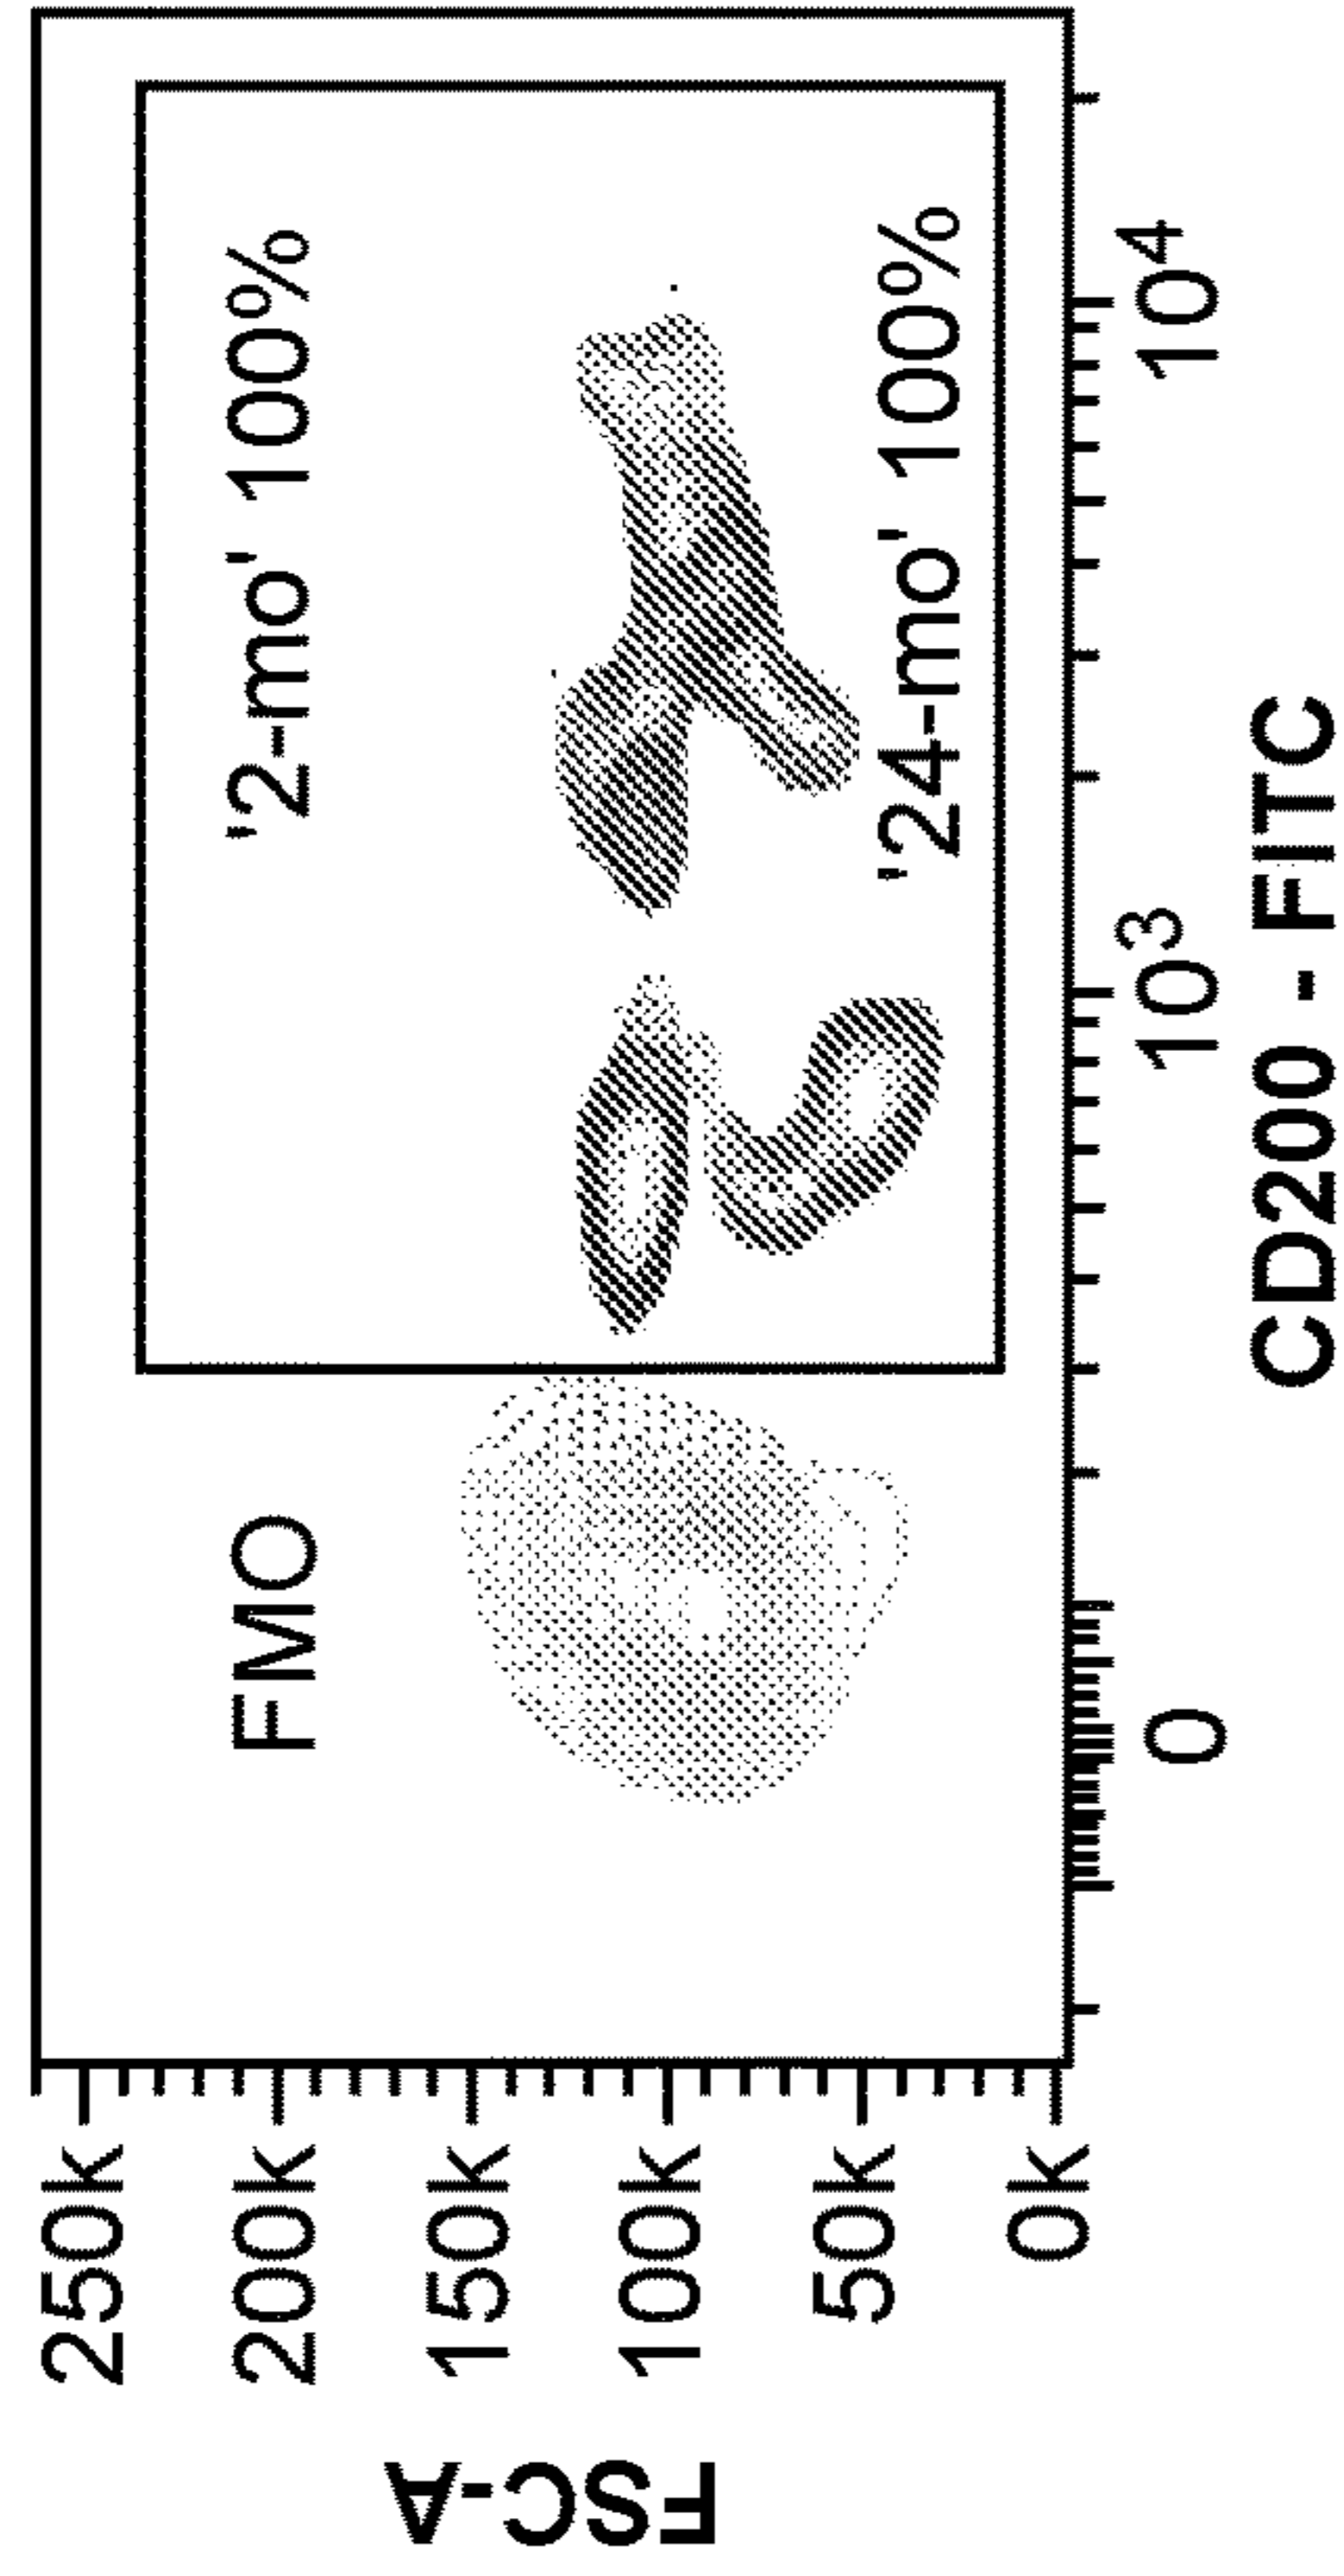 FSC-A
250k
200k
150k
100k
50k
0k
FMO
'2-mo' 100%
'24-mo' 100%
0
10³
10⁴
CD200 - FITC